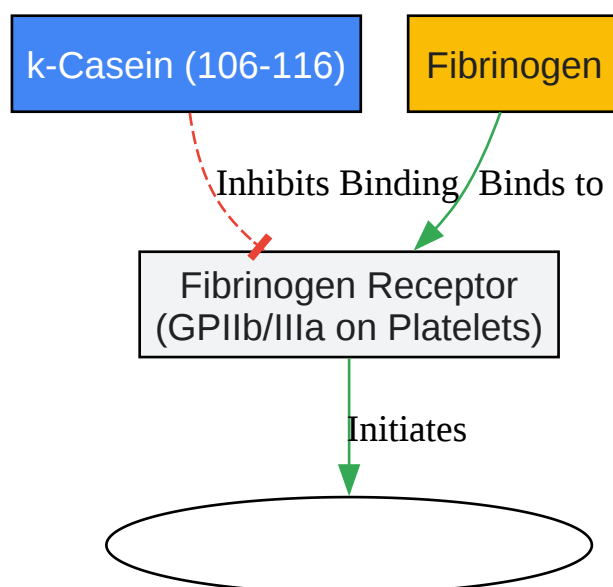 k-Casein (106-116)
Fibrinogen
Inhibits Binding
Binds to
Fibrinogen Receptor
(GPIIb/IIIa on Platelets)
Initiates